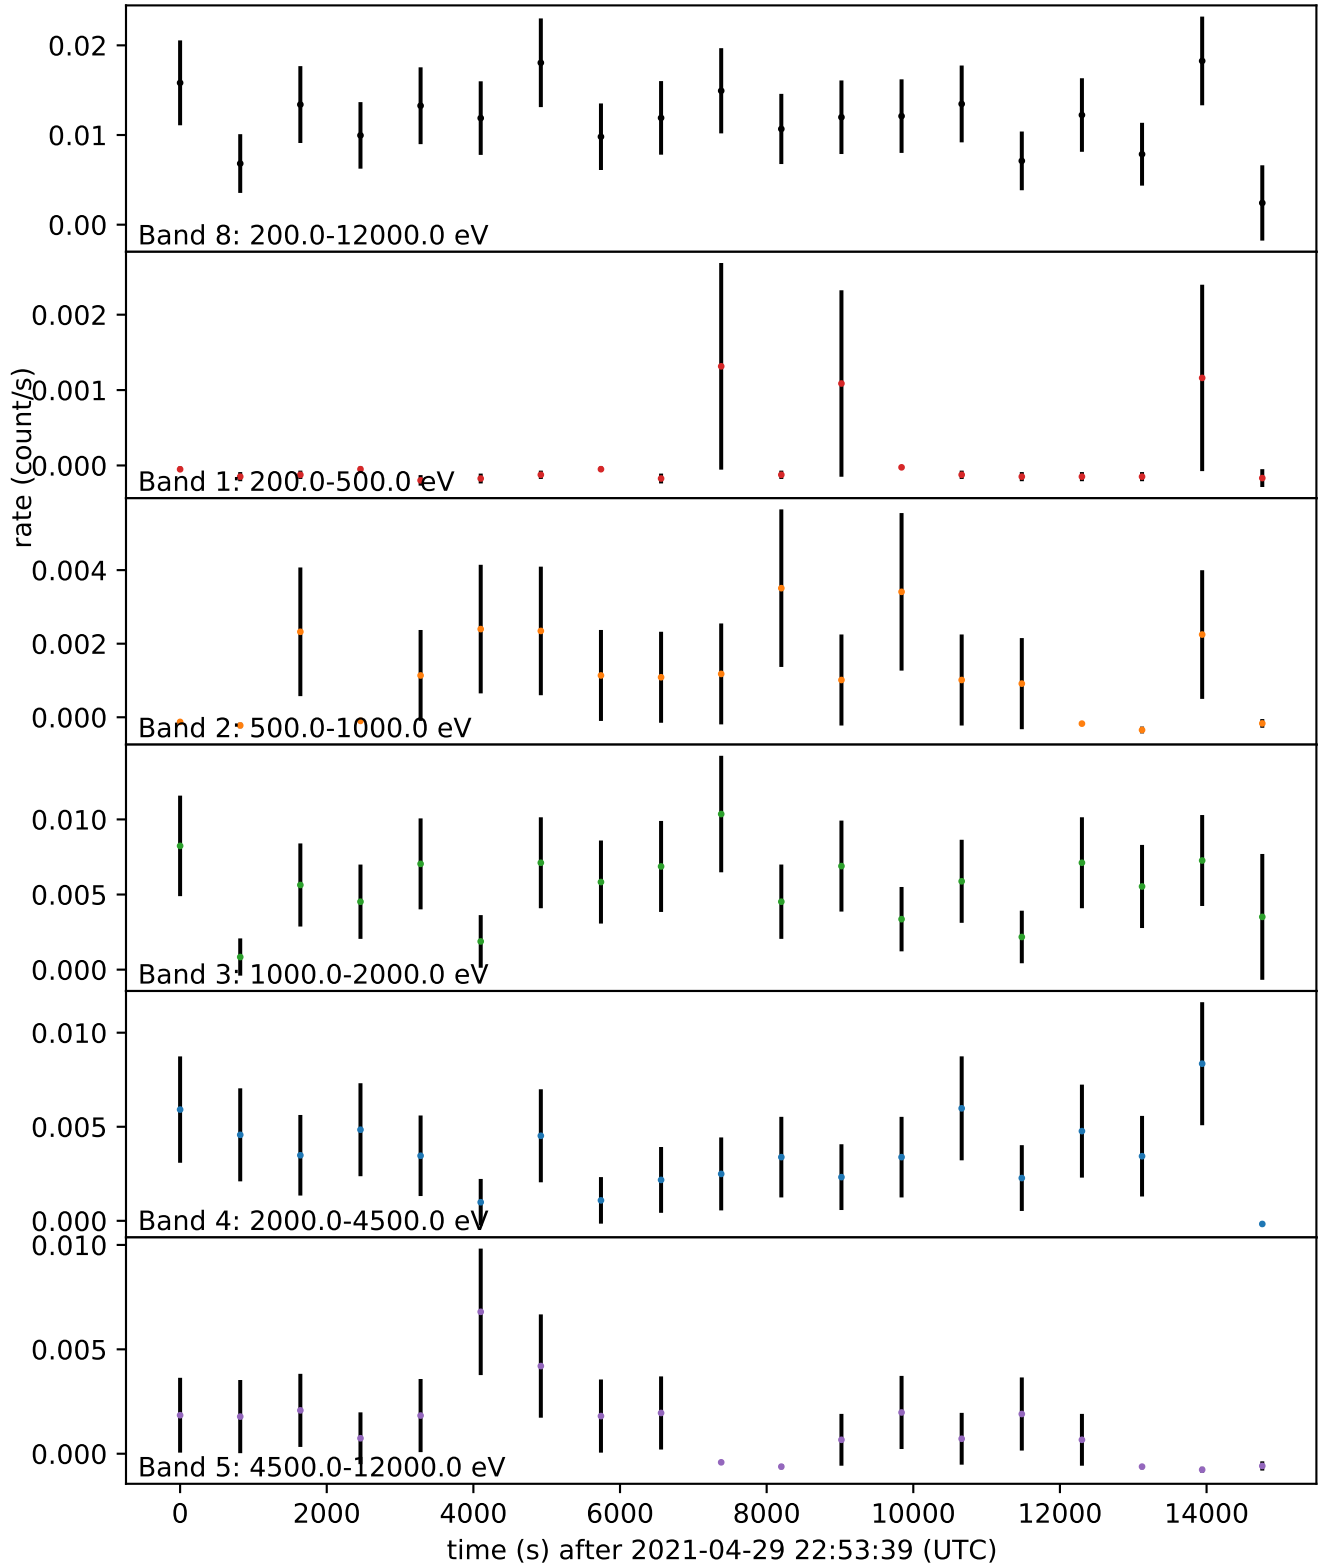 0.02
0.01
0.00
Band 8: 200.0-12000.0 eV
0.002
0.001
0.000
Band 1: 200.0-500.0 eV
rate (count/s)
0.004
0.002
0.000
Band 2: 500.0-1000.0 eV
0.010
0.005
0.000
Band 3: 1000.0-2000.0 eV
0.010
0.005
0.000
Band 4: 2000.0-4500.0 eV
0.010
0.005
0.000
Band 5: 4500.0-12000.0 eV
0 2000 4000 6000 8000 10000 12000 14000
time (s) after 2021-04-29 22:53:39 (UTC)